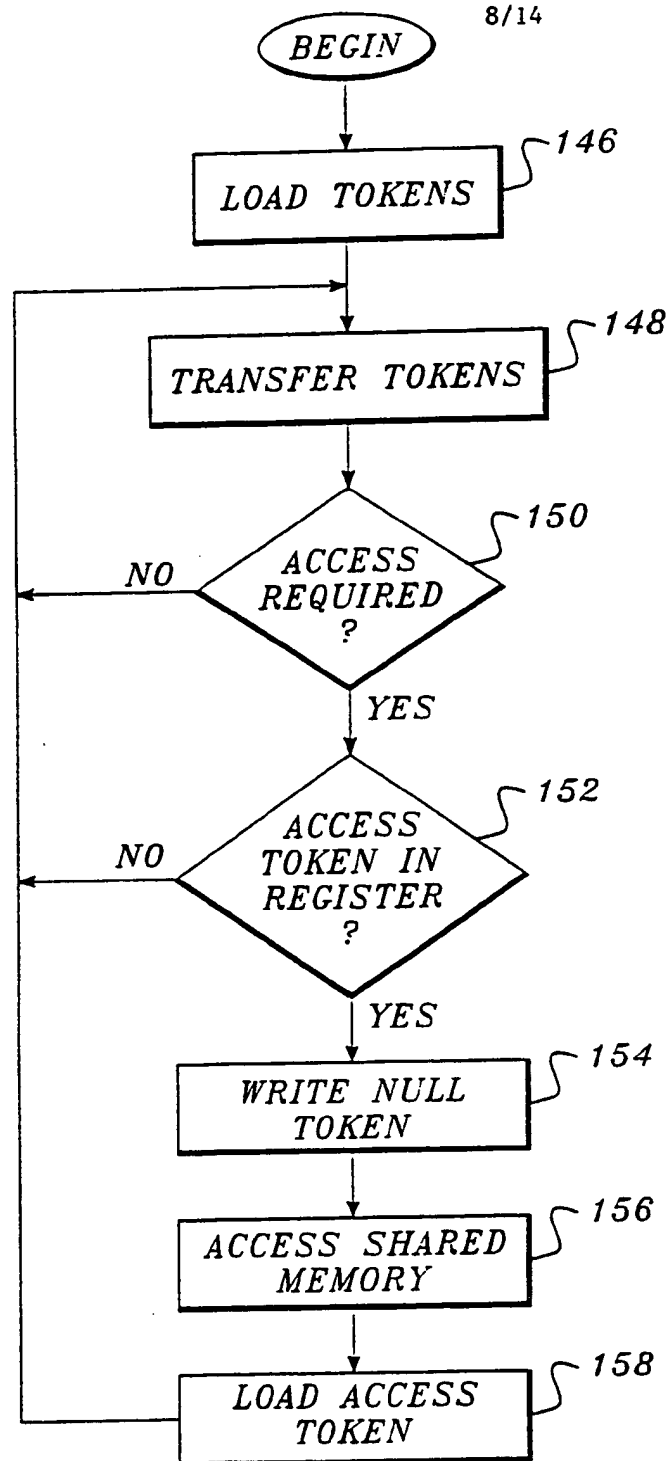 8/14
BEGIN
146
LOAD TOKENS
148
TRANSFER TOKENS
150
ACCESS
REQUIRED
?
NO
YES
152
ACCESS
TOKEN IN
REGISTER
?
NO
YES
154
WRITE NULL
TOKEN
156
ACCESS SHARED
MEMORY
158
LOAD ACCESS
TOKEN